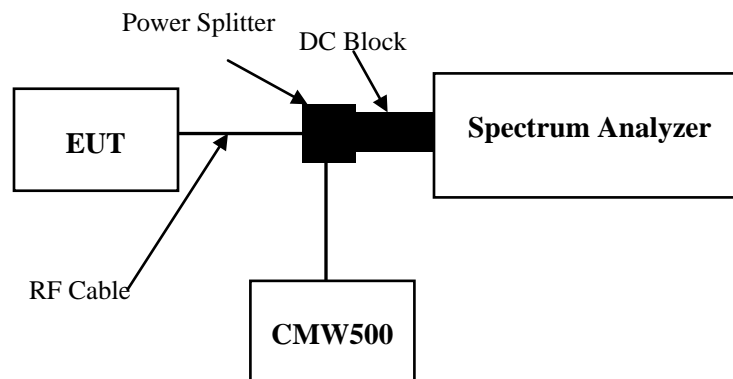 Power Splitter
DC Block
EUT
Spectrum Analyzer
RF Cable
CMW500